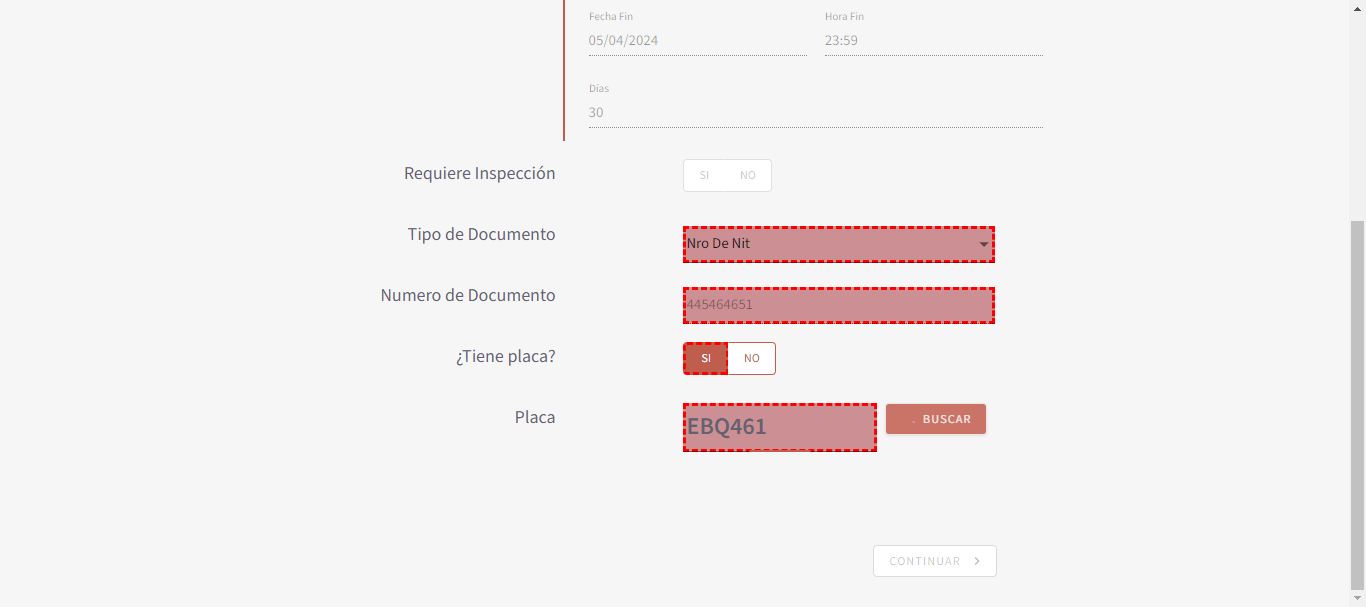 Fecha Fin Hora Fin
05/04/2024 23:59
Días
30
Requiere Inspección SI NO
Tipo de Documento Nro De Nit
Numero de Documento 445464651
¿Tiene placa? SI NO
Placa EBQ461 BUSCAR
CONTINUAR